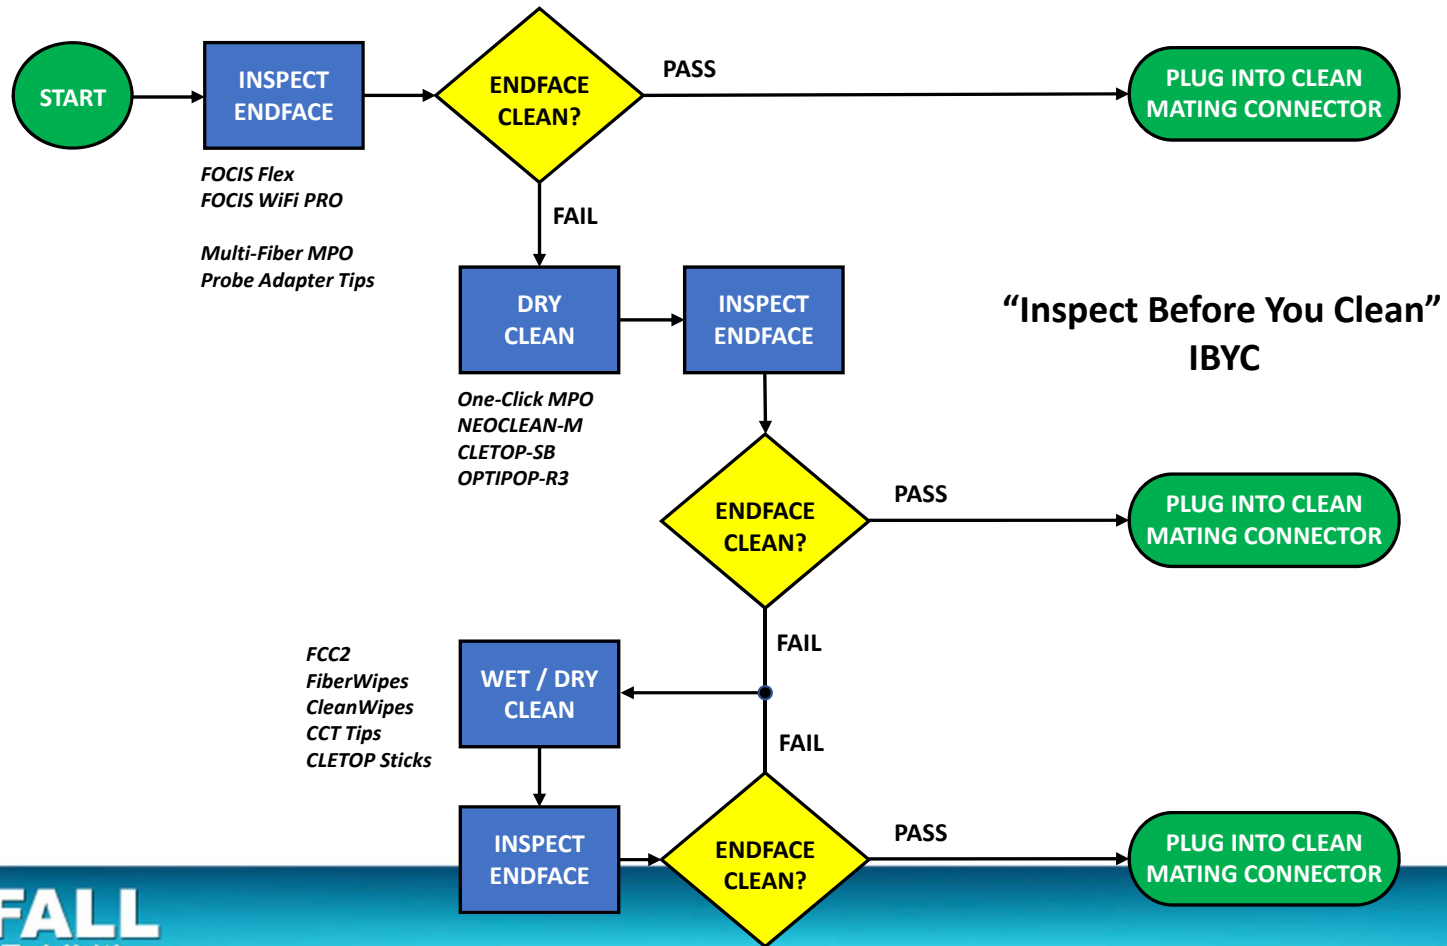 START
INSPECT
ENDFACE
ENDFACE
CLEAN?
PASS
PLUG INTO CLEAN
MATING CONNECTOR
FOCIS Flex
FOCIS WiFi PRO
Multi-Fiber MPO
Probe Adapter Tips
FAIL
DRY
CLEAN
INSPECT
ENDFACE
"Inspect Before You Clean"
IBYC
One-Click MPO
NEOCLEAN-M
CLETOP-SB
OPTIPOP-R3
ENDFACE
CLEAN?
PASS
PLUG INTO CLEAN
MATING CONNECTOR
FAIL
FCC2
FiberWipes
CleanWipes
CCT Tips
CLETOP Sticks
WET / DRY
CLEAN
FAIL
INSPECT
ENDFACE
ENDFACE
CLEAN?
PASS
PLUG INTO CLEAN
MATING CONNECTOR
FALL